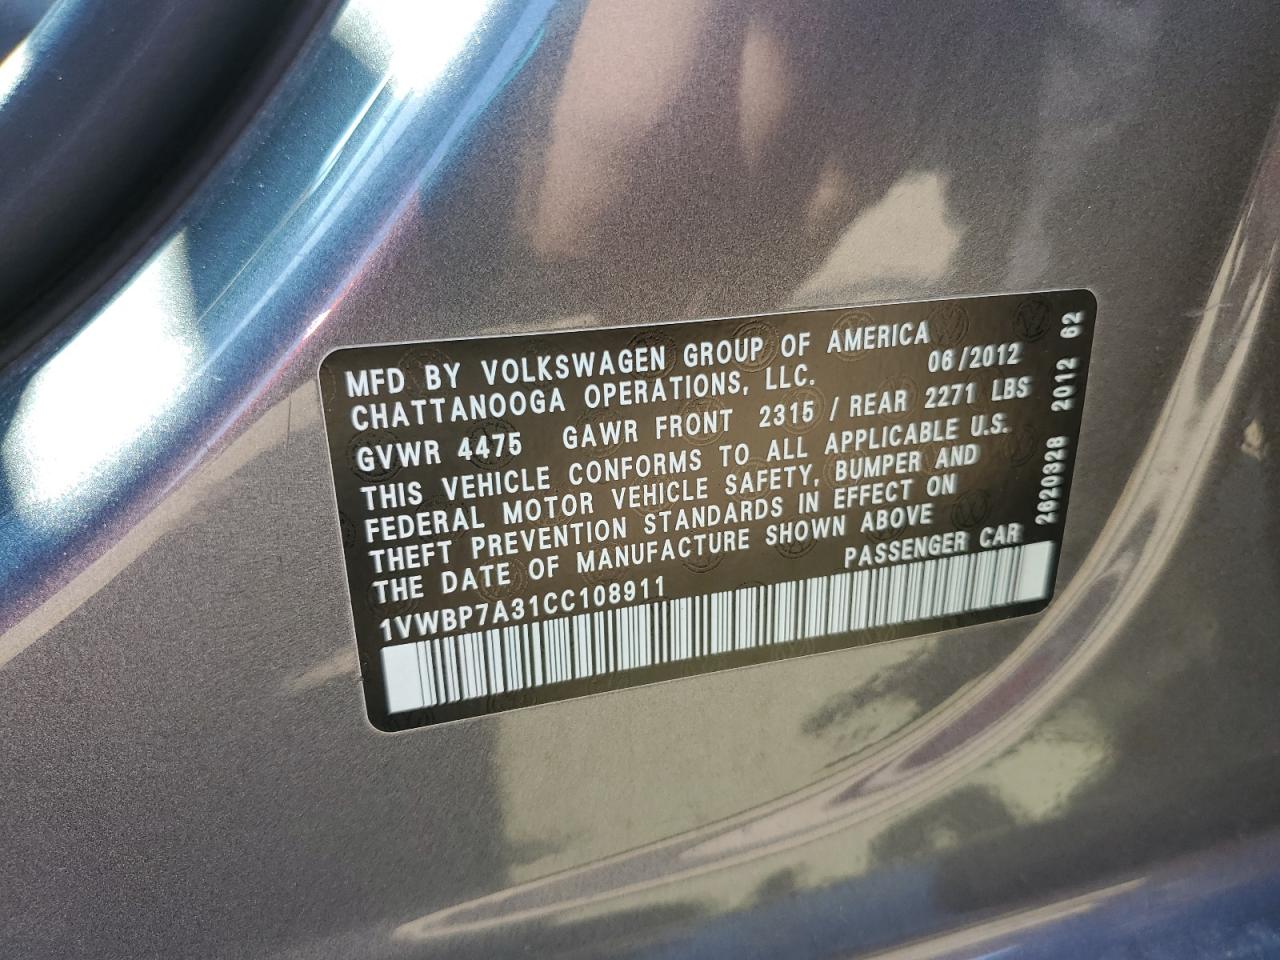 MFD BY VOLKSWAGEN GROUP OF AMERICA
CHATTANOOGA OPERATIONS, LLC. 06/2012
GVWR 4475 GAWR FRONT 2315 / REAR 2271 LBS
THIS VEHICLE CONFORMS TO ALL APPLICABLE U.S.
FEDERAL MOTOR VEHICLE SAFETY, BUMPER AND
THEFT PREVENTION STANDARDS IN EFFECT ON
THE DATE OF MANUFACTURE SHOWN ABOVE
1VWBP7A31CC108911 PASSENGER CAR
2620328 2012 62